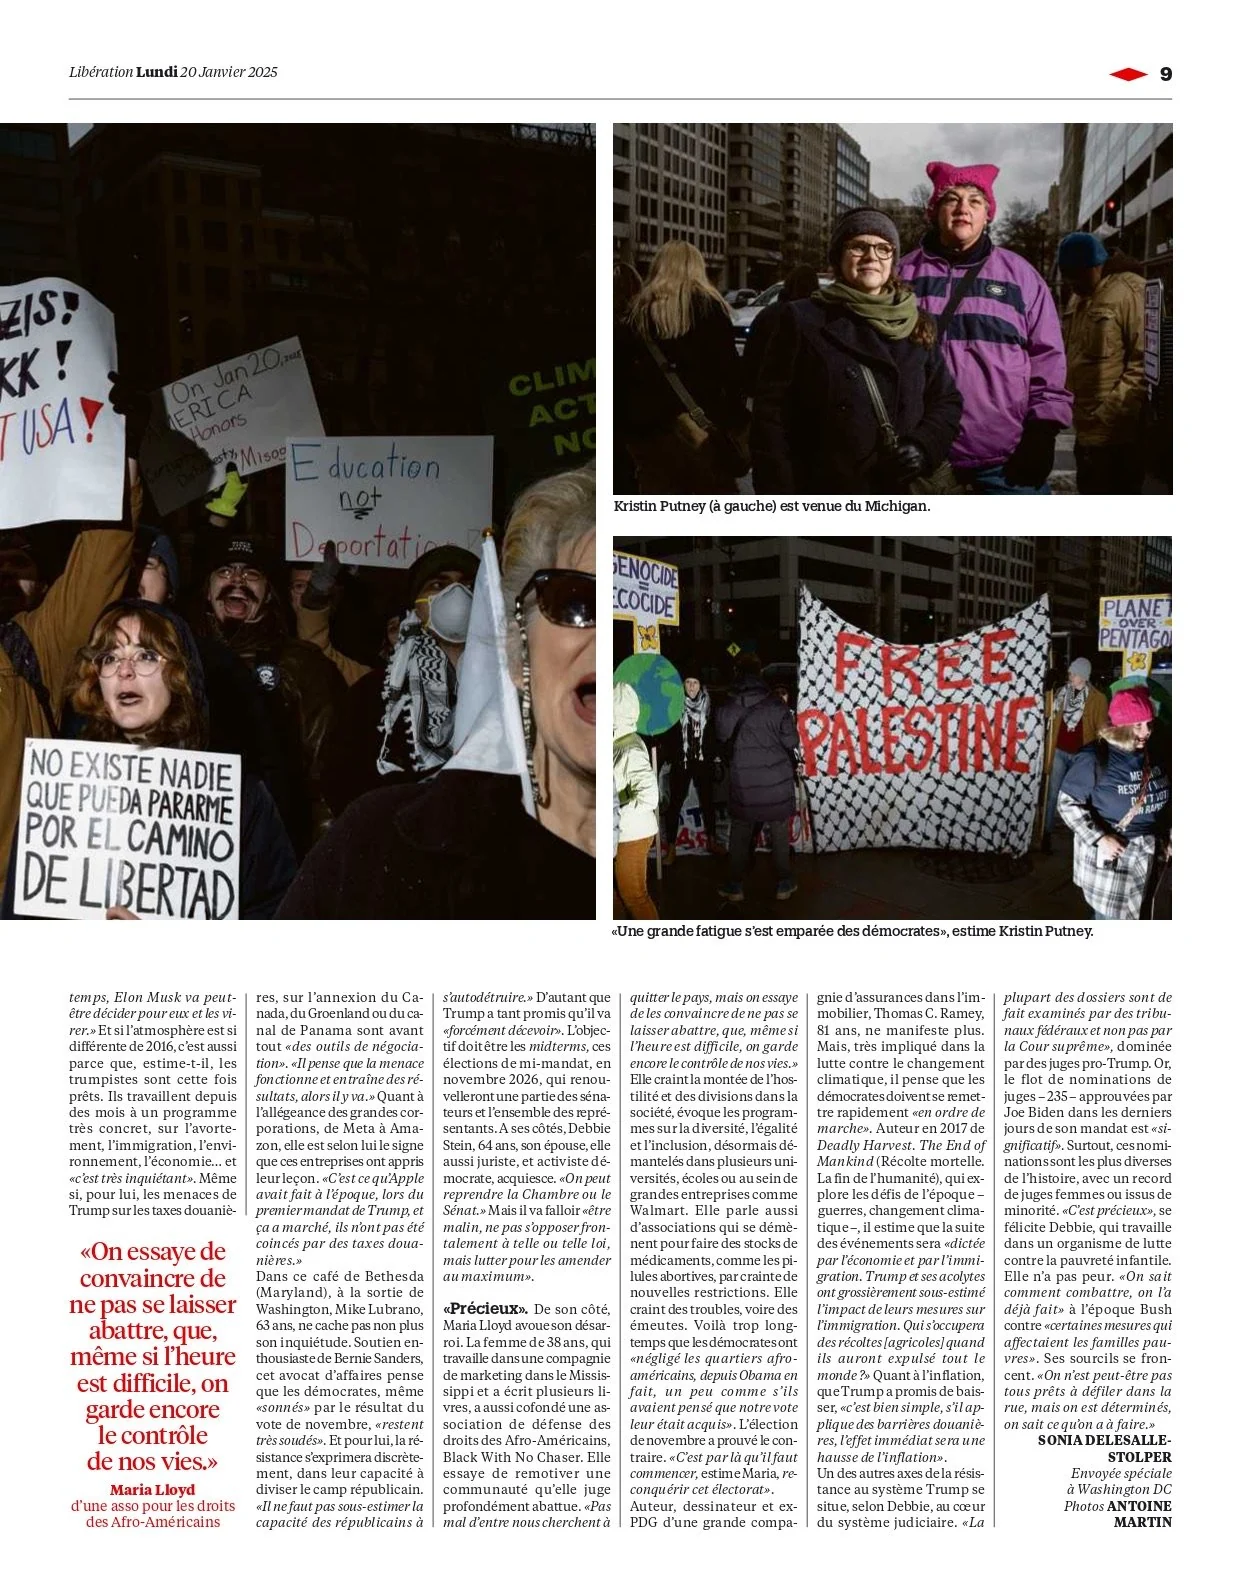 Libération Lundi 20 Janvier 2025
9
ZIS!
KK !
T USA!
On Jan 20, 2025
ERICA
Honors
Misog
Education
not
Deportatio
CLIM
ACT
NO
NO EXISTE NADIE
QUE PUEDA PARARME
POR EL CAMINO
DE LIBERTAD
Kristin Putney (à gauche) est venue du Michigan.
GENOCIDE
=
ECOCIDE
FREE
PALESTINE
PLANET
OVER
PENTAGO
«Une grande fatigue s'est emparée des démocrates», estime Kristin Putney.
temps, Elon Musk va peut-
être décider pour eux et les vi-
rer.» Et si l'atmosphère est si
différente de 2016, c'est aussi
parce que, estime-t-il, les
trumpistes sont cette fois
prêts. Ils travaillent depuis
des mois à un programme
très concret, sur l'avorte-
ment, l'immigration, l'envi-
ronnement, l'économie… et
«c'est très inquiétant». Même
si, pour lui, les menaces de
Trump sur les taxes douaniè-
«On essaye de
convaincre de
ne pas se laisser
abattre, que,
même si l'heure
est difficile, on
garde encore
le contrôle
de nos vies.»
Maria Lloyd
d'une asso pour les droits
des Afro-Américains
res, sur l'annexion du Ca-
nada, du Groenland ou du ca-
nal de Panama sont avant
tout «des outils de négocia-
tion». «Il pense que la menace
fonctionne et entraîne des ré-
sultats, alors il y va.» Quant à
l'allégeance des grandes cor-
porations, de Meta à Ama-
zon, elle est selon lui le signe
que ces entreprises ont appris
leur leçon. «C'est ce qu'Apple
avait fait à l'époque, lors du
premier mandat de Trump, et
ça a marché, ils n'ont pas été
coincés par des taxes doua-
nières.»
Dans ce café de Bethesda
(Maryland), à la sortie de
Washington, Mike Lubrano,
63 ans, ne cache pas non plus
son inquiétude. Soutien en-
thousiaste de Bernie Sanders,
cet avocat d'affaires pense
que les démocrates, même
«sonnés» par le résultat du
vote de novembre, «restent
très soudés». Et pour lui, la ré-
sistance s'exprimera discrète-
ment, dans leur capacité à
diviser le camp républicain.
«Il ne faut pas sous-estimer la
capacité des républicains à
s'autodétruire.» D'autant que
Trump a tant promis qu'il va
«forcément décevoir». L'objec-
tif doit être les midterms, ces
élections de mi-mandat, en
novembre 2026, qui renou-
velleront une partie des séna-
teurs et l'ensemble des repré-
sentants. A ses côtés, Debbie
Stein, 64 ans, son épouse, elle
aussi juriste, et activiste dé-
mocrate, acquiesce. «On peut
reprendre la Chambre ou le
Sénat.» Mais il va falloir «être
malin, ne pas s'opposer fron-
talement à telle ou telle loi,
mais lutter pour les amender
au maximum».
«Précieux». De son côté,
Maria Lloyd avoue son désar-
roi. La femme de 38 ans, qui
travaille dans une compagnie
de marketing dans le Missis-
sippi et a écrit plusieurs li-
vres, a aussi cofondé une as-
sociation de défense des
droits des Afro-Américains,
Black With No Chaser. Elle
essaye de remotiver une
communauté qu'elle juge
profondément abattue. «Pas
mal d'entre nous cherchent à
quitter le pays, mais on essaye
de les convaincre de ne pas se
laisser abattre, que, même si
l'heure est difficile, on garde
encore le contrôle de nos vies.»
Elle craint la montée de l'hos-
tilité et des divisions dans la
société, évoque les program-
mes sur la diversité, l'égalité
et l'inclusion, désormais dé-
mantelés dans plusieurs uni-
versités, écoles ou au sein de
grandes entreprises comme
Walmart. Elle parle aussi
d'associations qui se démè-
nent pour faire des stocks de
médicaments, comme les pi-
lules abortives, par crainte de
nouvelles restrictions. Elle
craint des troubles, voire des
émeutes. Voilà trop long-
temps que les démocrates ont
«négligé les quartiers afro-
américains, depuis Obama en
fait, un peu comme s'ils
avaient pensé que notre vote
leur était acquis». L'élection
de novembre a prouvé le con-
traire. «C'est par là qu'il faut
commencer, estime Maria, re-
conquérir cet électorat».
Auteur, dessinateur et ex-
PDG d'une grande compa-
gnie d'assurances dans l'im-
mobilier, Thomas C. Ramey,
81 ans, ne manifeste plus.
Mais, très impliqué dans la
lutte contre le changement
climatique, il pense que les
démocrates doivent se remet-
tre rapidement «en ordre de
marche». Auteur en 2017 de
Deadly Harvest. The End of
Mankind (Récolte mortelle.
La fin de l'humanité), qui ex-
plore les défis de l'époque –
guerres, changement clima-
tique –, il estime que la suite
des événements sera «dictée
par l'économie et par l'immi-
gration. Trump et ses acolytes
ont grossièrement sous-estimé
l'impact de leurs mesures sur
l'immigration. Qui s'occupera
des récoltes [agricoles] quand
ils auront expulsé tout le
monde ?» Quant à l'inflation,
que Trump a promis de bais-
ser, «c'est bien simple, s'il ap-
plique des barrières douaniè-
res, l'effet immédiat sera une
hausse de l'inflation».
Un des autres axes de la résis-
tance au système Trump se
situe, selon Debbie, au cœur
du système judiciaire. «La
plupart des dossiers sont de
fait examinés par des tribu-
naux fédéraux et non pas par
la Cour suprême», dominée
par des juges pro-Trump. Or,
le flot de nominations de
juges – 235 – approuvées par
Joe Biden dans les derniers
jours de son mandat est «si-
gnificatif». Surtout, ces nomi-
nations sont les plus diverses
de l'histoire, avec un record
de juges femmes ou issus de
minorité. «C'est précieux», se
félicite Debbie, qui travaille
dans un organisme de lutte
contre la pauvreté infantile.
Elle n'a pas peur. «On sait
comment combattre, on l'a
déjà fait» à l'époque Bush
contre «certaines mesures qui
affectaient les familles pau-
vres». Ses sourcils se fron-
cent. «On n'est peut-être pas
tous prêts à défiler dans la
rue, mais on est déterminés,
on sait ce qu'on a à faire.»
SONIA DELESALLE-
STOLPER
Envoyée spéciale
à Washington DC
Photos ANTOINE
MARTIN